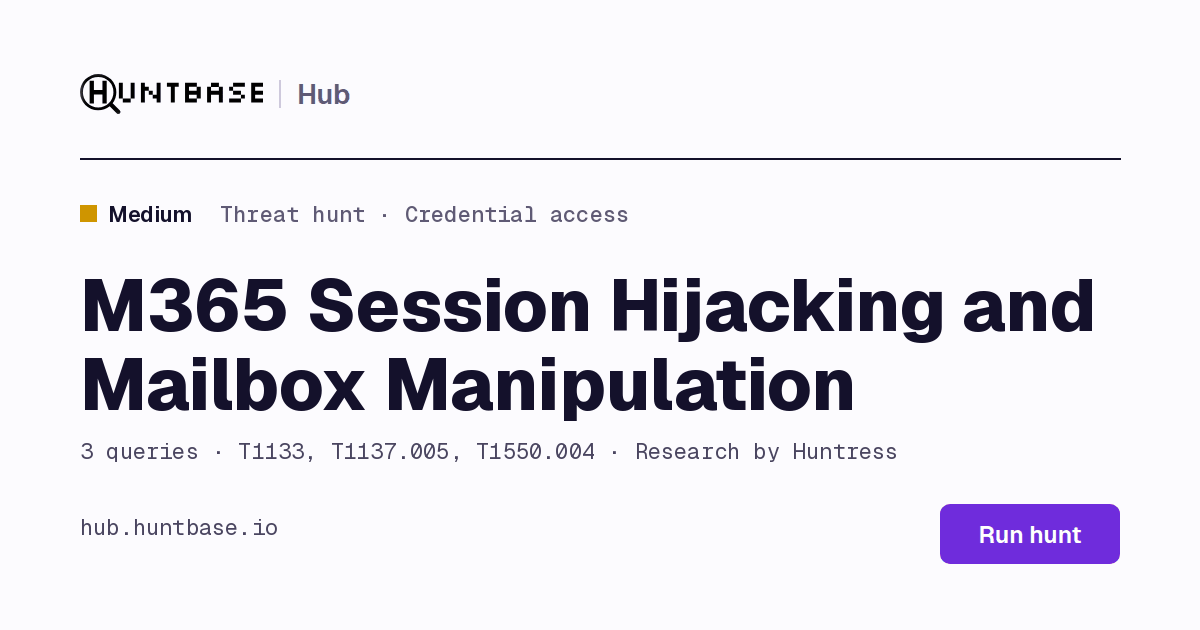 HUNTBASE | Hub
Medium Threat hunt · Credential access
M365 Session Hijacking and
Mailbox Manipulation
3 queries · T1133, T1137.005, T1550.004 · Research by Huntress
hub.huntbase.io
Run hunt